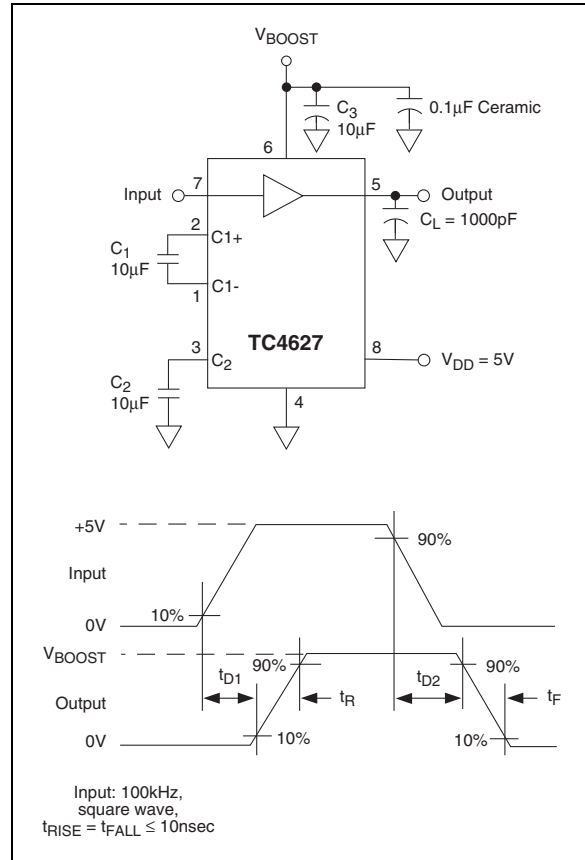 VBOOST
C3
10µF
0.1µF Ceramic
6
Input
7
5
Output
CL = 1000pF
2
C1+
C1
10µF
C1-
1
TC4627
3
C2
8
VDD = 5V
C2
10µF
4
+5V
90%
Input
10%
0V
VBOOST
tD1
90%
tR
tD2
90%
tF
Output
10%
10%
0V
Input: 100kHz,
square wave,
tRISE = tFALL ≤ 10nsec